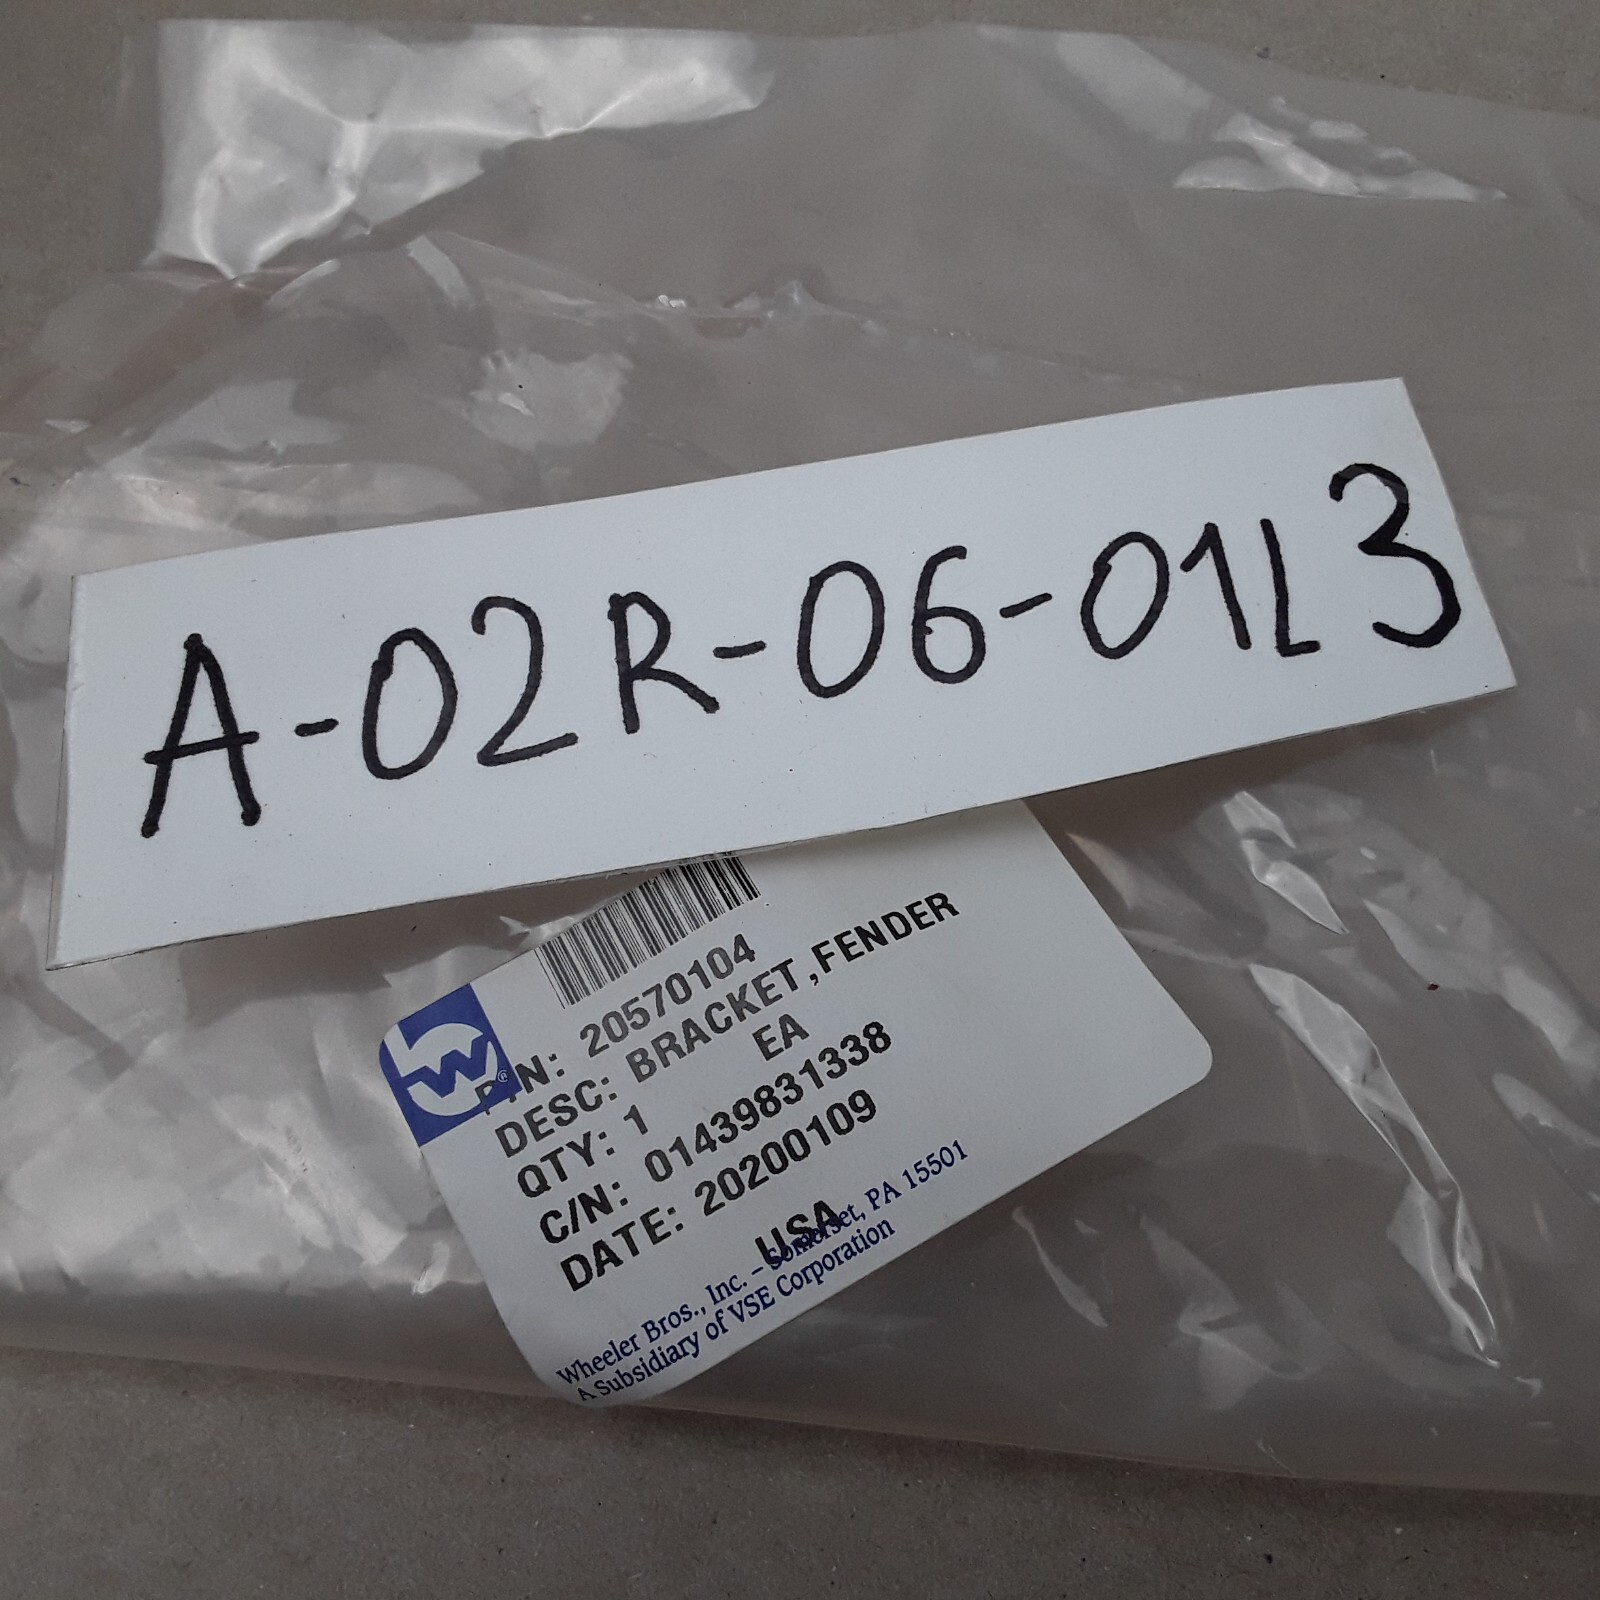 A-02R-06-01L3
P/N: 20570104
DESC: BRACKET,FENDER
QTY: 1 EA
C/N: 01439831338
DATE: 20200109
USA
Wheeler Bros., Inc. – Somerset, PA 15501
A Subsidiary of VSE Corporation
W®